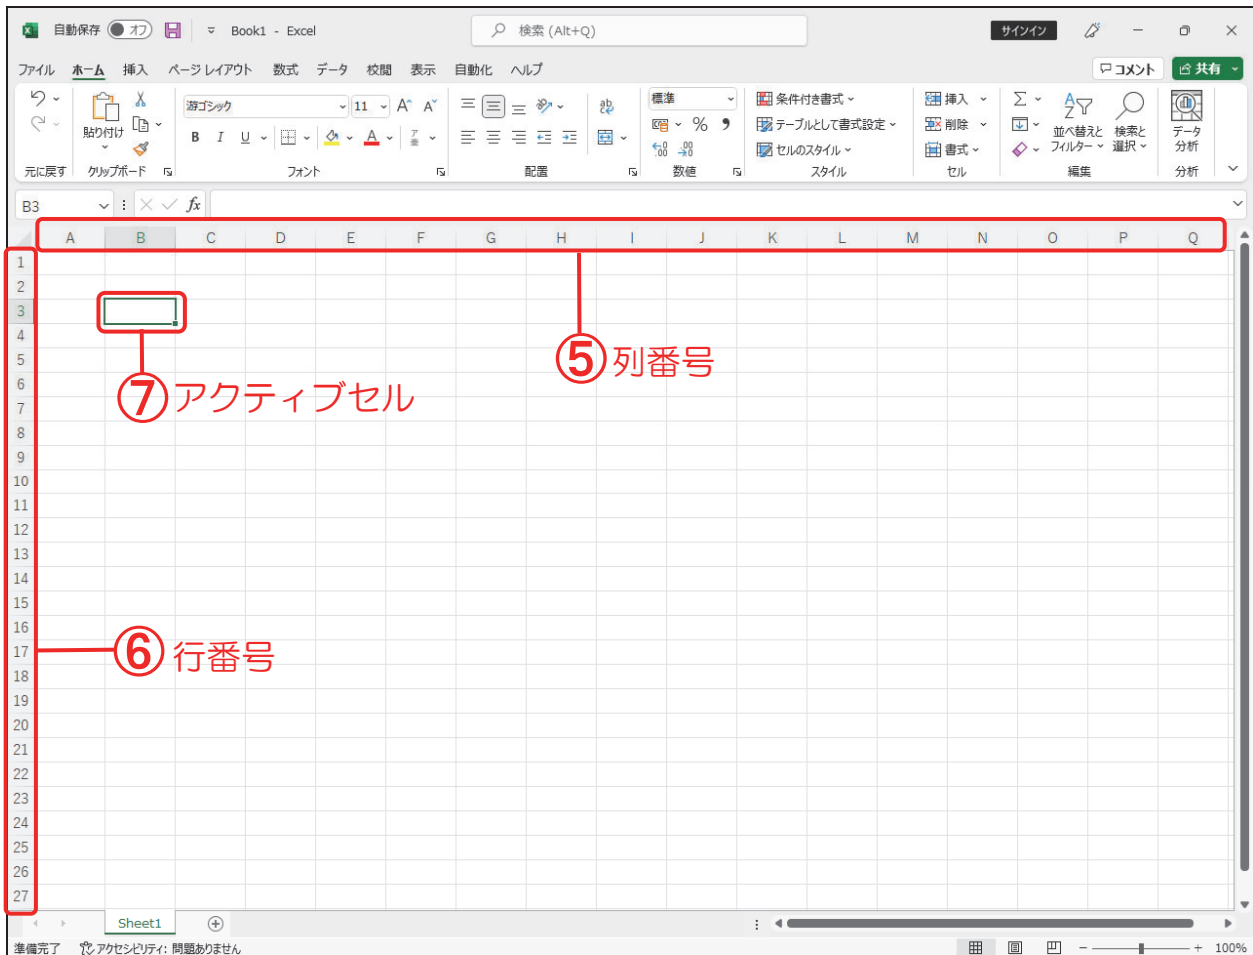 自動保存 オフ Book1 - Excel 検索 (Alt+Q) サインイン
ファイル ホーム 挿入 ページ レイアウト 数式 データ 校閲 表示 自動化 ヘルプ コメント 共有
游ゴシック 11 A A ab 標準 条件付き書式 挿入 Σ
貼り付け B I U A ア 亜 % テーブルとして書式設定 削除 並べ替えと フィルター 検索と 選択 データ 分析
セルのスタイル 書式
元に戻す クリップボード フォント 配置 数値 スタイル セル 編集 分析
B3 fx
A B C D E F G H I J K L M N O P Q
1
2
3
4
5
⑤列番号
6
⑦アクティブセル
7
8
9
10
11
12
13
14
15
16
17
⑥行番号
18
19
20
21
22
23
24
25
26
27
Sheet1
準備完了 アクセシビリティ: 問題ありません 100%